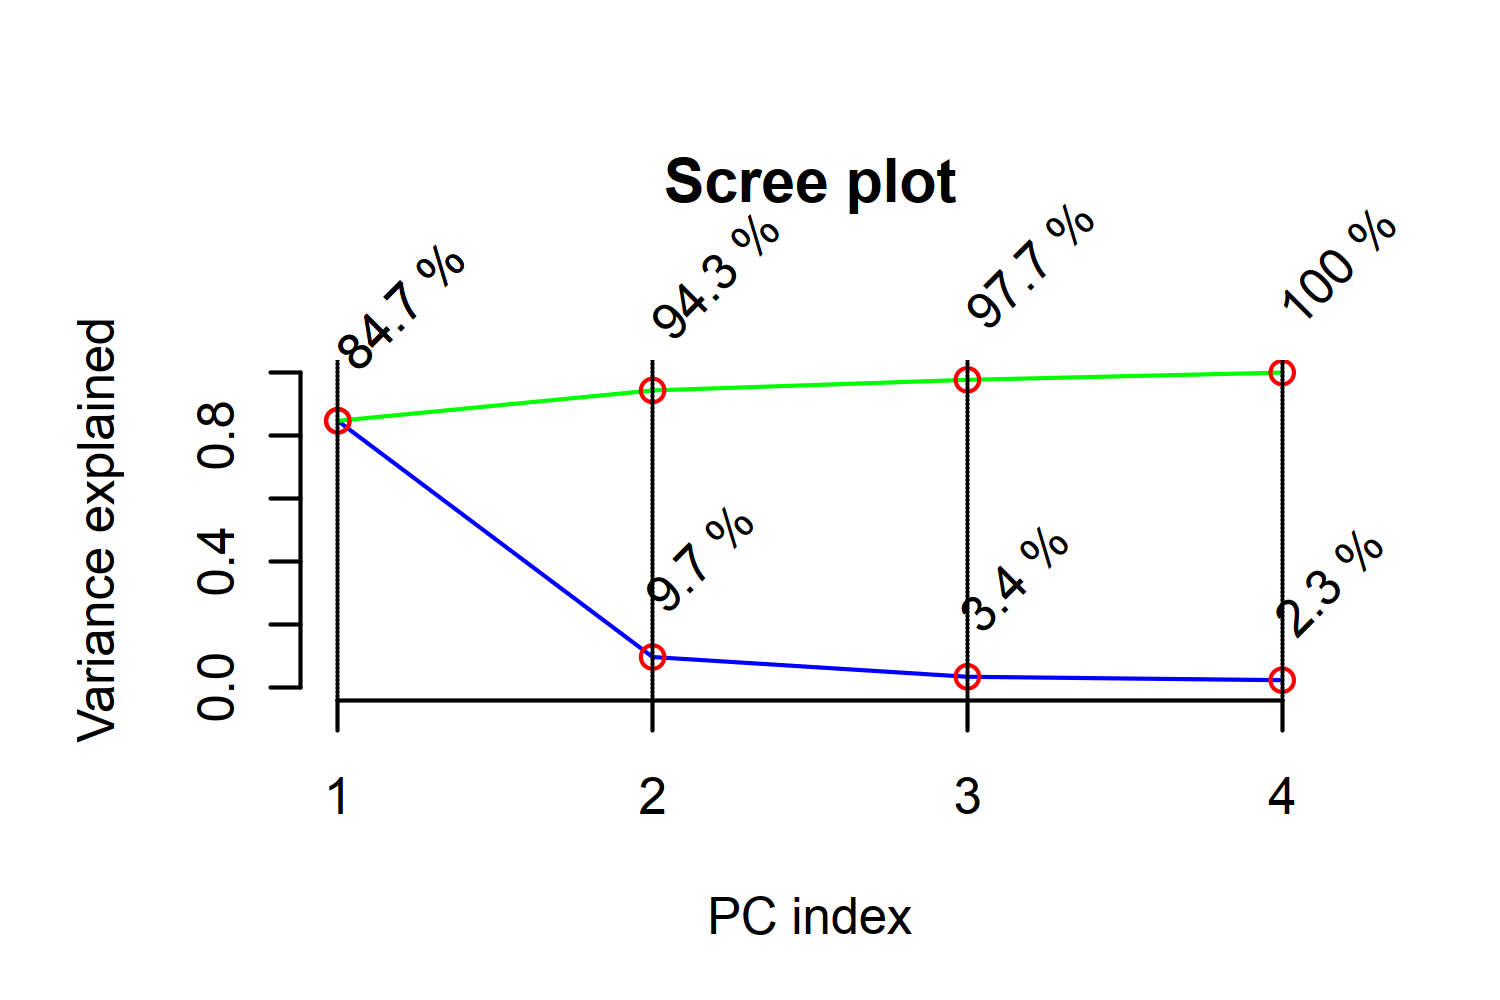 Scree plot
84.7 %
94.3 %
97.7 %
100 %
9.7 %
3.4 %
2.3 %
Variance explained
0.8
0.4
0.0
1 2 3 4
PC index